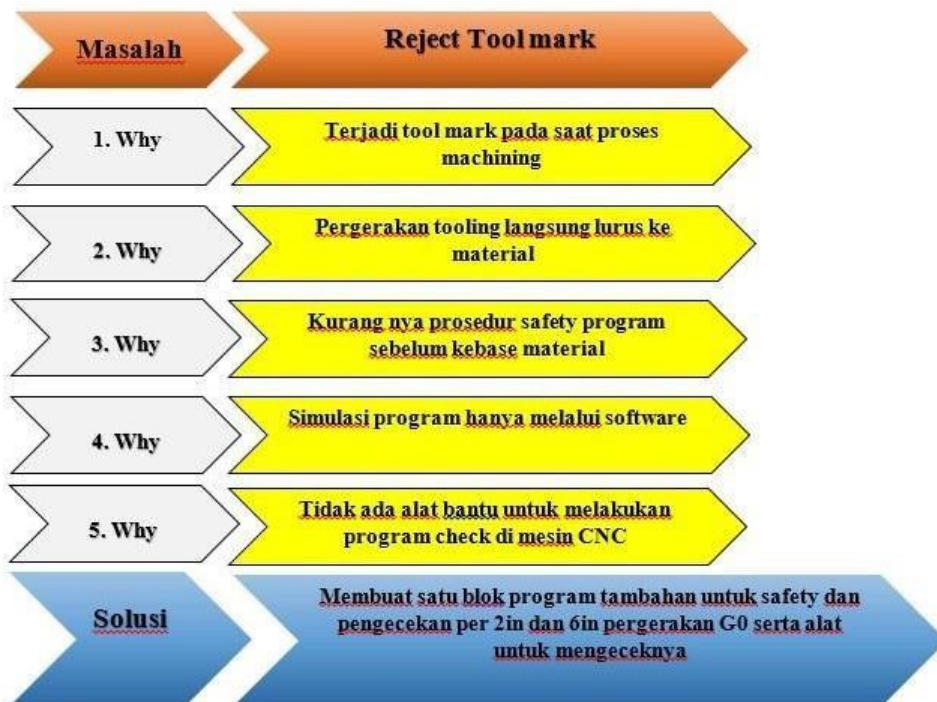 Masalah
Reject Tool mark
1. Why
Terjadi tool mark pada saat proses
machining
2. Why
Pergerakan tooling langsung lurus ke
material
3. Why
Kurang nya prosedur safety program
sebelum kebase material
4. Why
Simulasi program hanya melalui software
5. Why
Tidak ada alat bantu untuk melakukan
program check di mesin CNC
Solusi
Membuat satu blok program tambahan untuk safety dan
pengecekan per 2in dan 6in pergerakan G0 serta alat
untuk mengeceknya